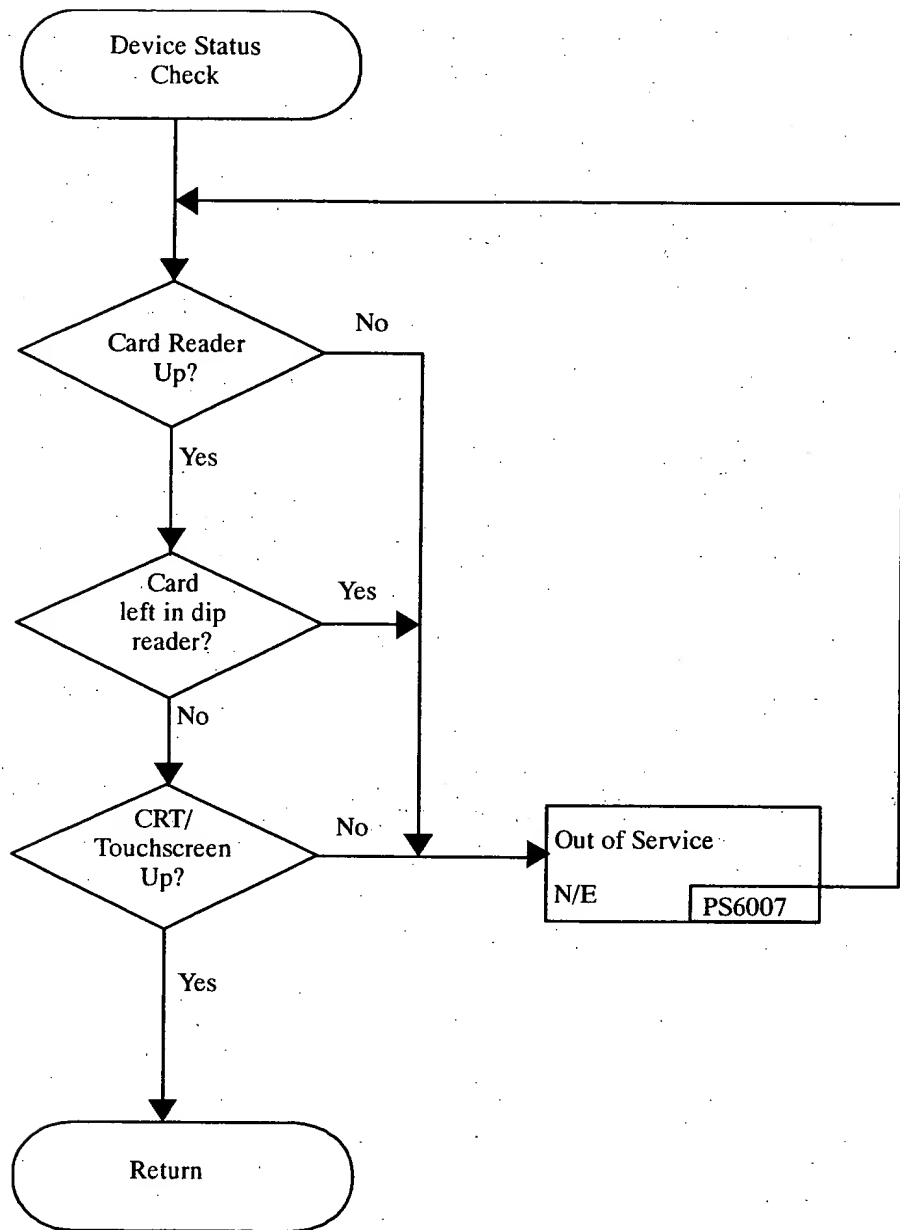 Device Status
Check
No
Card Reader
Up?
Yes
Card
left in dip
reader?
Yes
No
CRT/
Touchscreen
Up?
No
Out of Service
N/E
PS6007
Yes
Return